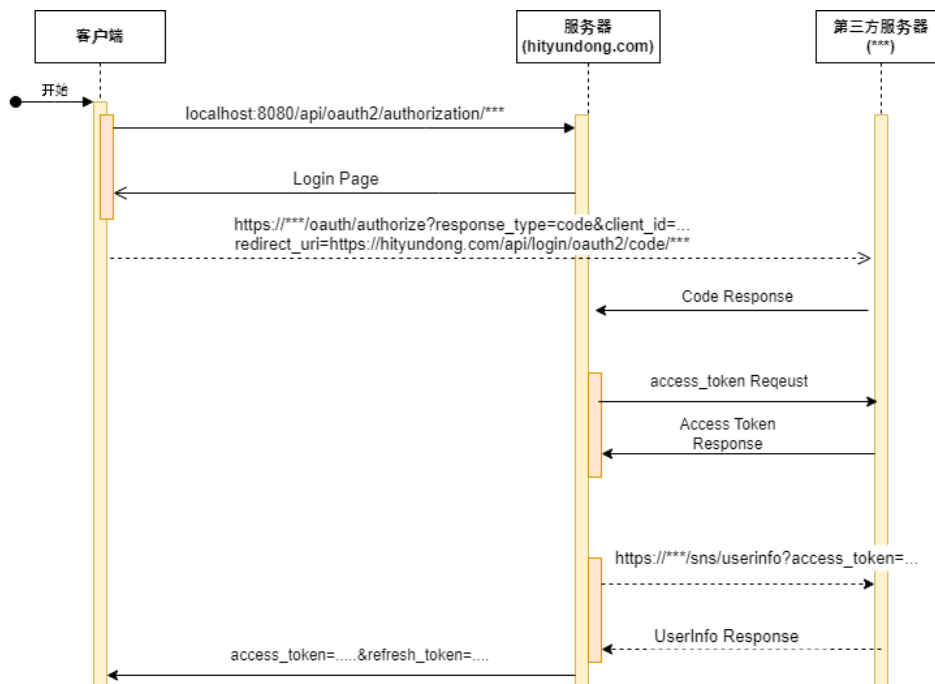 客户端
服务器
(hityundong.com)
第三方服务器
(***)
开始
localhost:8080/api/oauth2/authorization/***
Login Page
https://***/oauth/authorize?response_type=code&client_id=...
redirect_uri=https://hityundong.com/api/login/oauth2/code/***
Code Response
access_token Reqeust
Access Token
Response
https://***/sns/userinfo?access_token=...
UserInfo Response
access_token=.....&refresh_token=....